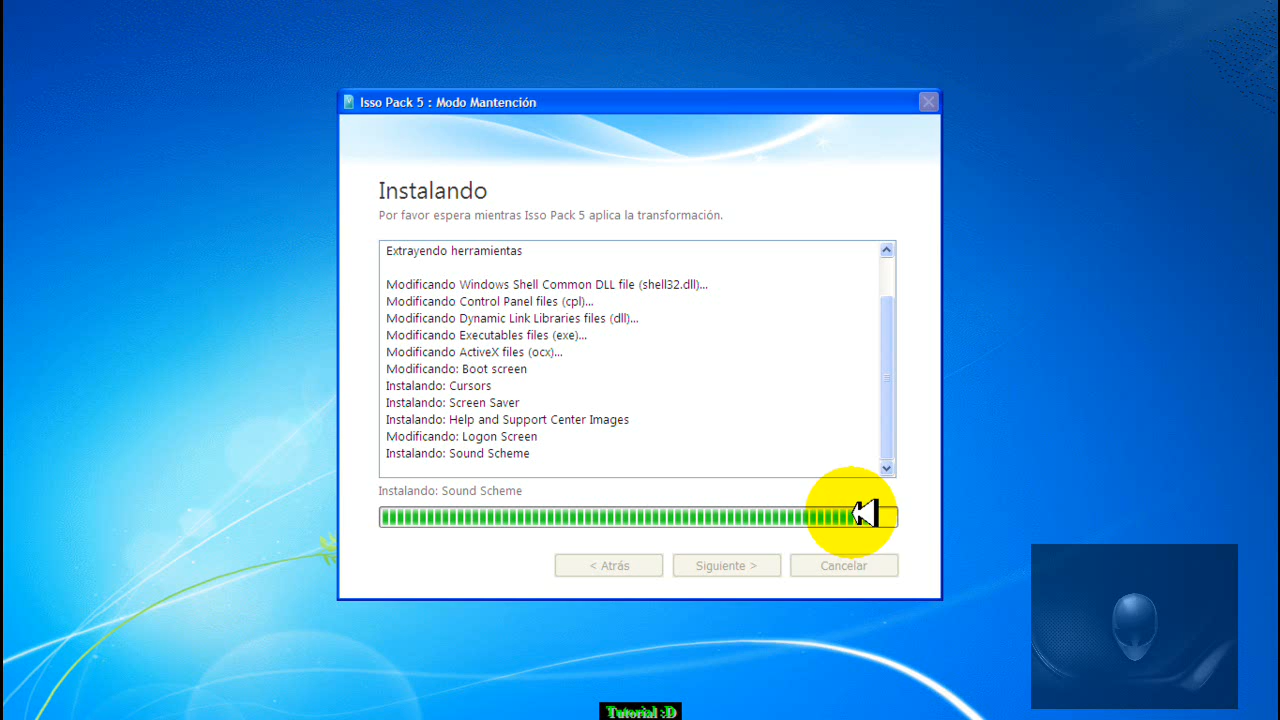 Isso Pack 5 : Modo Mantención
Instalando
Por favor espera mientras Isso Pack 5 aplica la transformación.
Extrayendo herramientas
Modificando Windows Shell Common DLL file (shell32.dll)...
Modificando Control Panel files (cpl)...
Modificando Dynamic Link Libraries files (dll)...
Modificando Executables files (exe)...
Modificando ActiveX files (ocx)...
Modificando: Boot screen
Instalando: Cursors
Instalando: Screen Saver
Instalando: Help and Support Center Images
Modificando: Logon Screen
Instalando: Sound Scheme
Instalando: Sound Scheme
< Atrás
Siguiente >
Cancelar
Tutorial :D